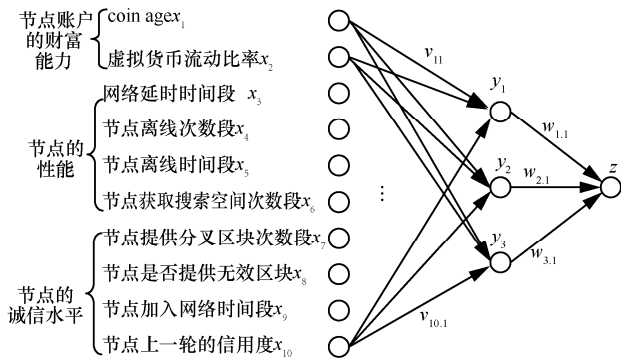 节点账户
的财富
能力
coin agex₁
虚拟货币流动比率x₂
节点的
性能
网络延时时间段 x₃
节点离线次数段x₄
节点离线时间段x₅
节点获取搜索空间次数段x₆
节点的
诚信水平
节点提供分叉区块次数段x₇
节点是否提供无效区块x₈
节点加入网络时间段x₉
节点上一轮的信用度x₁₀
⋮
v₁₁
v₁₀.₁
y₁
y₂
y₃
w₁.₁
w₂.₁
w₃.₁
z